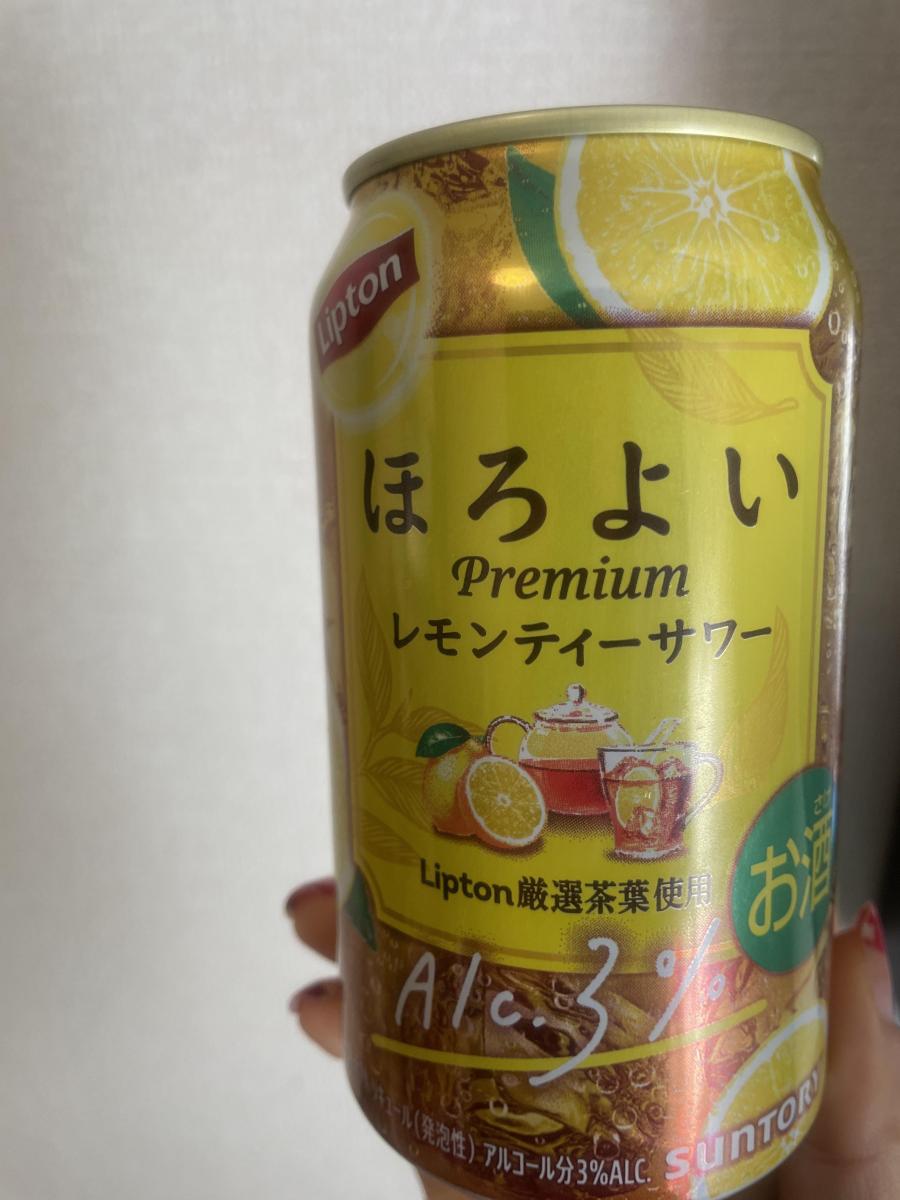 Lipton
ほろよい
Premium
レモンティーサワー
Lipton厳選茶葉使用
さけ
お酒
Alc.3%
(発泡性) アルコール分3%ALC.
SUNTORY